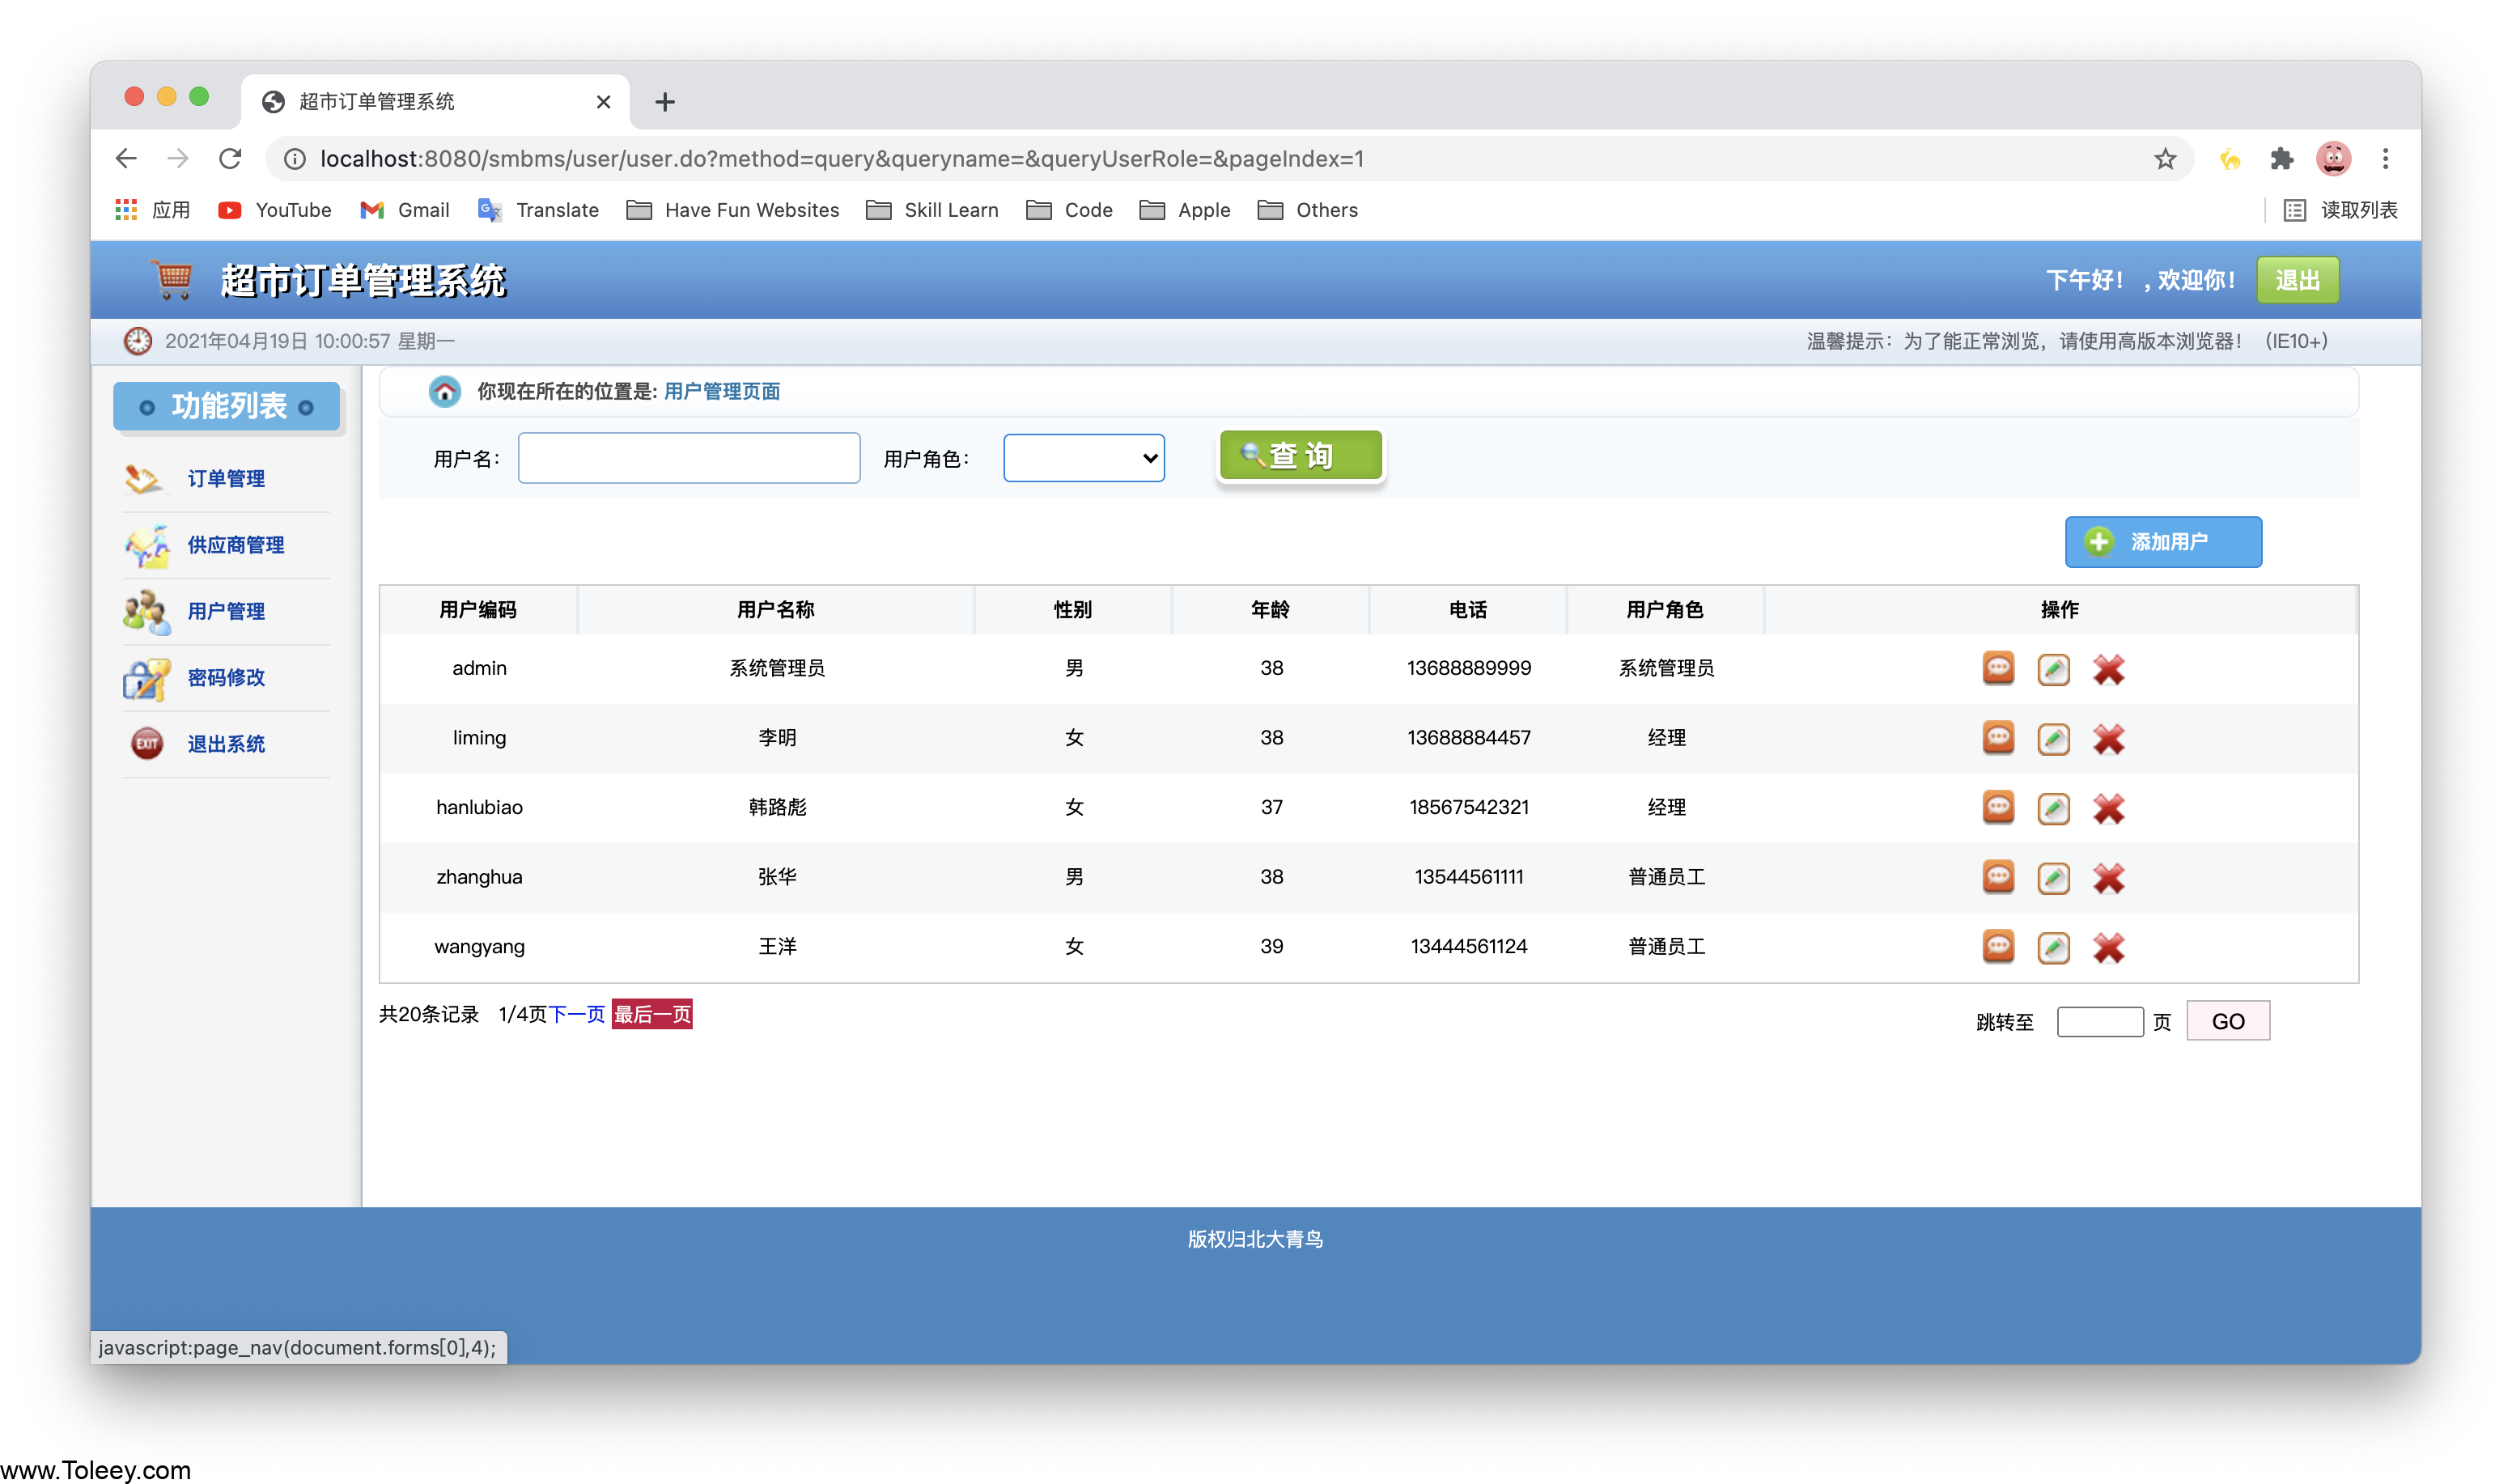 超市订单管理系统
localhost:8080/smbms/user/user.do?method=query&queryname=&queryUserRole=&pageIndex=1
应用 YouTube Gmail Translate Have Fun Websites Skill Learn Code Apple Others 读取列表
超市订单管理系统 下午好! , 欢迎你! 退出
2021年04月19日 10:00:57 星期一 温馨提示:为了能正常浏览,请使用高版本浏览器! (IE10+)
功能列表
订单管理
供应商管理
用户管理
密码修改
EXIT 退出系统
你现在所在的位置是: 用户管理页面
用户名: 用户角色: 查 询
添加用户
用户编码 用户名称 性别 年龄 电话 用户角色 操作
admin 系统管理员 男 38 13688889999 系统管理员
liming 李明 女 38 13688884457 经理
hanlubiao 韩路彪 女 37 18567542321 经理
zhanghua 张华 男 38 13544561111 普通员工
wangyang 王洋 女 39 13444561124 普通员工
共20条记录 1/4页下一页 最后一页 跳转至 页 GO
版权归北大青鸟
javascript:page_nav(document.forms[0],4);
www.Toleey.com